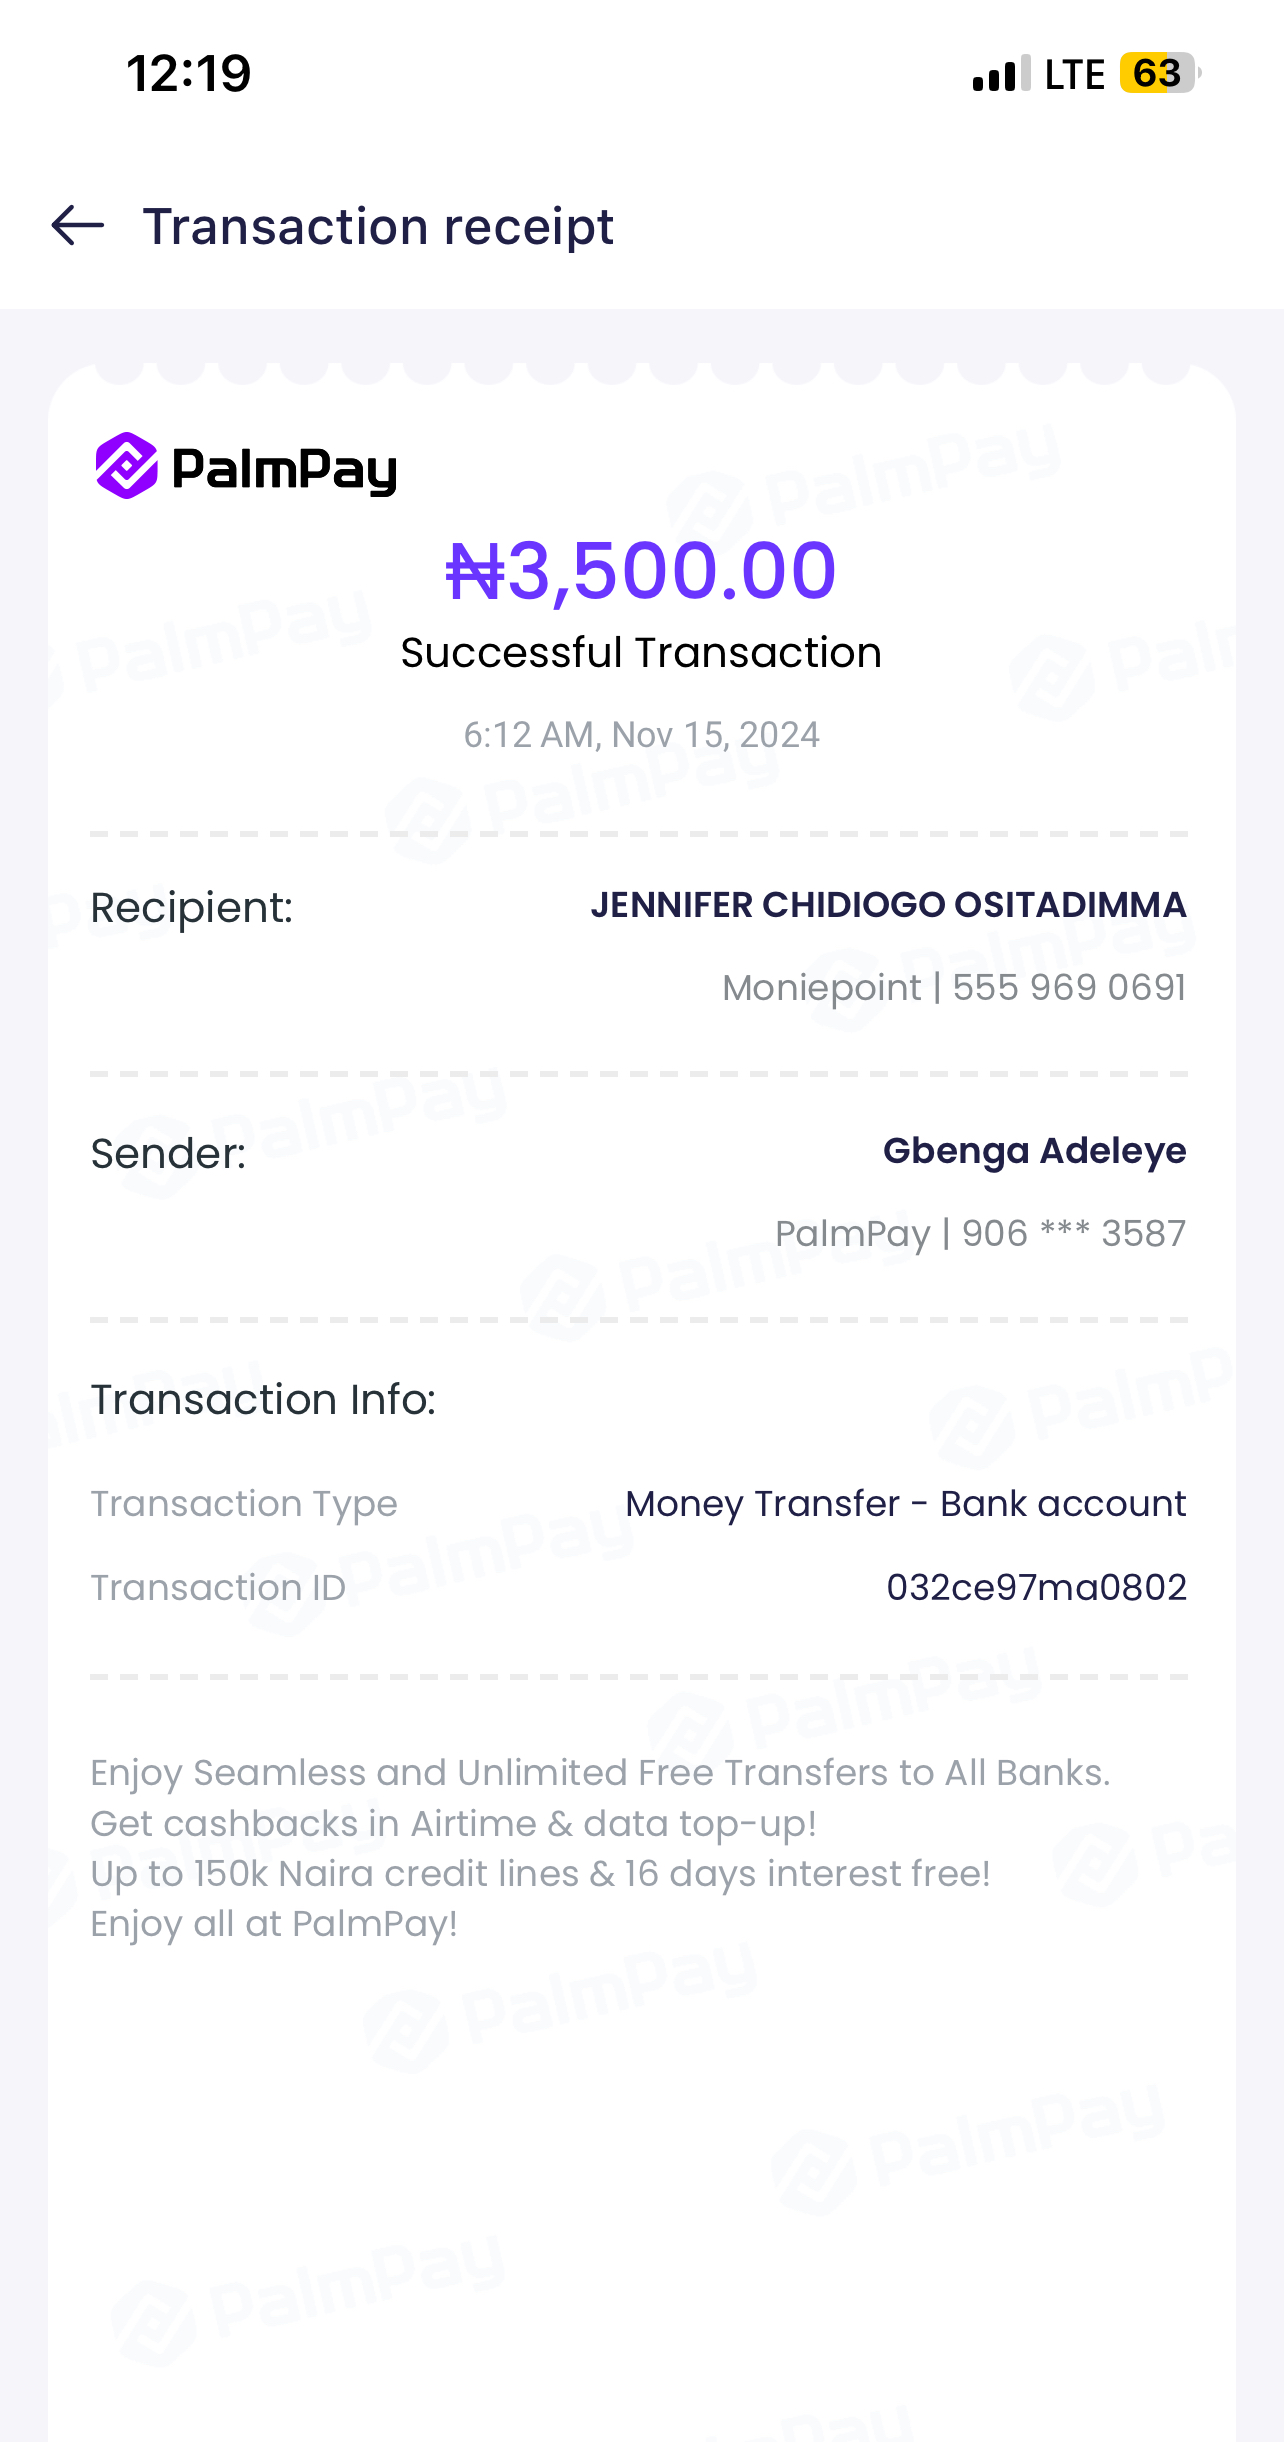 12:19
LTE 63
Transaction receipt
PalmPay
₦3,500.00
Successful Transaction
6:12 AM, Nov 15, 2024
Recipient: JENNIFER CHIDIOGO OSITADIMMA
Moniepoint | 555 969 0691
Sender: Gbenga Adeleye
PalmPay | 906 *** 3587
Transaction Info:
Transaction Type Money Transfer - Bank account
Transaction ID 032ce97ma0802
Enjoy Seamless and Unlimited Free Transfers to All Banks.
Get cashbacks in Airtime & data top-up!
Up to 150k Naira credit lines & 16 days interest free!
Enjoy all at PalmPay!